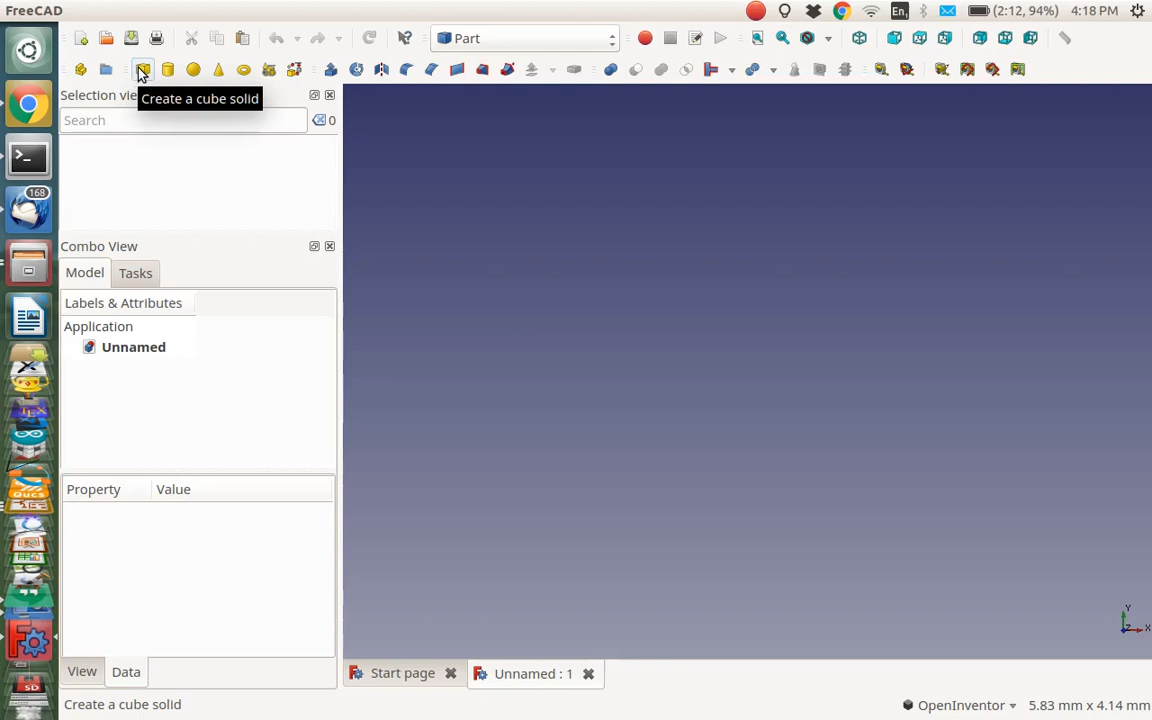 FreeCAD
En
(2:12, 94%)
4:18 PM
Part
Selection vie
Create a cube solid
Search
0
168
Combo View
Model
Tasks
Labels & Attributes
Application
Unnamed
Property
Value
View
Data
Start page
Unnamed : 1
Y
Z
X
Create a cube solid
OpenInventor
5.83 mm x 4.14 mm
QUCS
SD